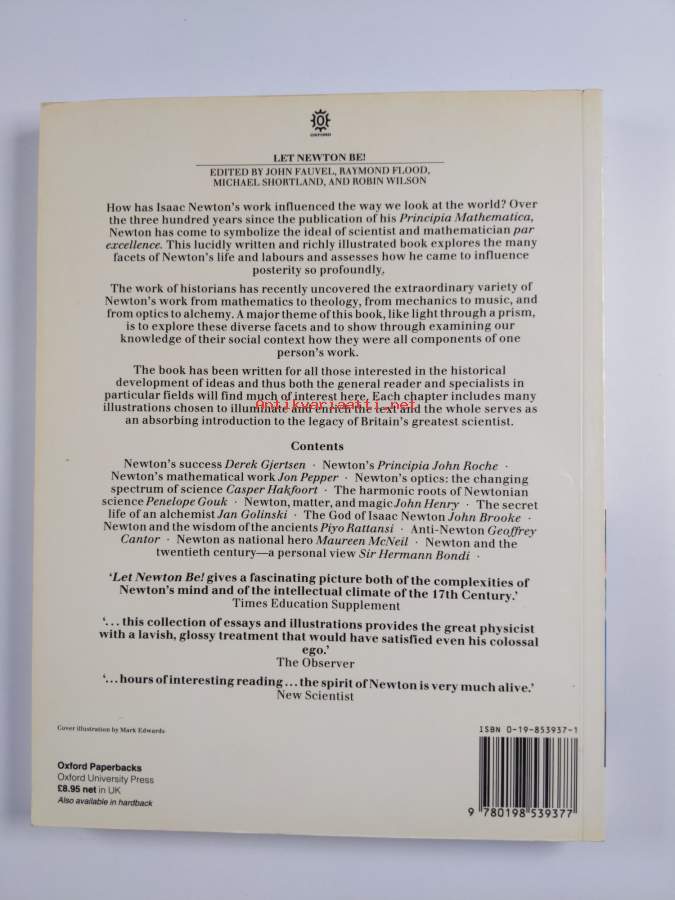 OXFORD
LET NEWTON BE!
EDITED BY JOHN FAUVEL, RAYMOND FLOOD,
MICHAEL SHORTLAND, AND ROBIN WILSON
How has Isaac Newton's work influenced the way we look at the world? Over
the three hundred years since the publication of his Principia Mathematica,
Newton has come to symbolize the ideal of scientist and mathematician par
excellence. This lucidly written and richly illustrated book explores the many
facets of Newton's life and labours and assesses how he came to influence
posterity so profoundly.
The work of historians has recently uncovered the extraordinary variety of
Newton's work from mathematics to theology, from mechanics to music, and
from optics to alchemy. A major theme of this book, like light through a prism,
is to explore these diverse facets and to show through examining our
knowledge of their social context how they were all components of one
person's work.
The book has been written for all those interested in the historical
development of ideas and thus both the general reader and specialists in
particular fields will find much of interest here. Each chapter includes many
illustrations chosen to illuminate and enrich the text and the whole serves as
antikvariaatti.net
an absorbing introduction to the legacy of Britain's greatest scientist.
Contents
Newton's success Derek Gjertsen · Newton's Principia John Roche ·
Newton's mathematical work Jon Pepper · Newton's optics: the changing
spectrum of science Casper Hakfoort · The harmonic roots of Newtonian
science Penelope Gouk · Newton, matter, and magic John Henry · The secret
life of an alchemist Jan Golinski · The God of Isaac Newton John Brooke ·
Newton and the wisdom of the ancients Piyo Rattansi · Anti-Newton Geoffrey
Cantor · Newton as national hero Maureen McNeil · Newton and the
twentieth century—a personal view Sir Hermann Bondi ·
'Let Newton Be! gives a fascinating picture both of the complexities of
Newton's mind and of the intellectual climate of the 17th Century.'
Times Education Supplement
'... this collection of essays and illustrations provides the great physicist
with a lavish, glossy treatment that would have satisfied even his colossal
ego.'
The Observer
'... hours of interesting reading ... the spirit of Newton is very much alive.'
New Scientist
Cover illustration by Mark Edwards
ISBN 0-19-853937-1
Oxford Paperbacks
Oxford University Press
£8.95 net in UK
Also available in hardback
9 780198 539377